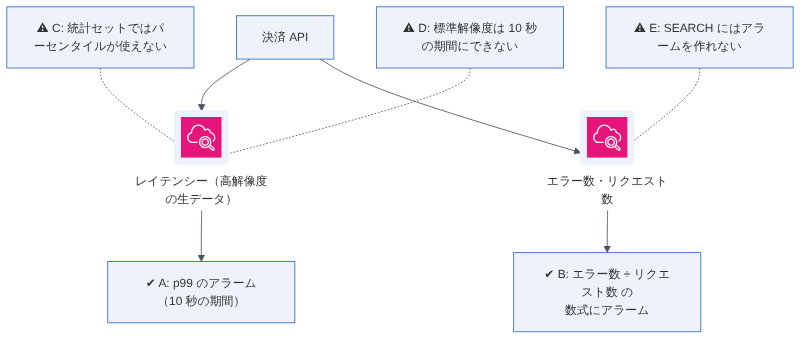 ⚠ C: 統計セットではパ
ーセンタイルが使えない
決済 API
⚠ D: 標準解像度は 10 秒
の期間にできない
⚠ E: SEARCH にはアラ
ームを作れない
レイテンシー（高解像度
の生データ）
エラー数・リクエスト
数
✔ A: p99 のアラーム
（10 秒の期間）
✔ B: エラー数 ÷ リクエ
スト数 の
数式にアラーム